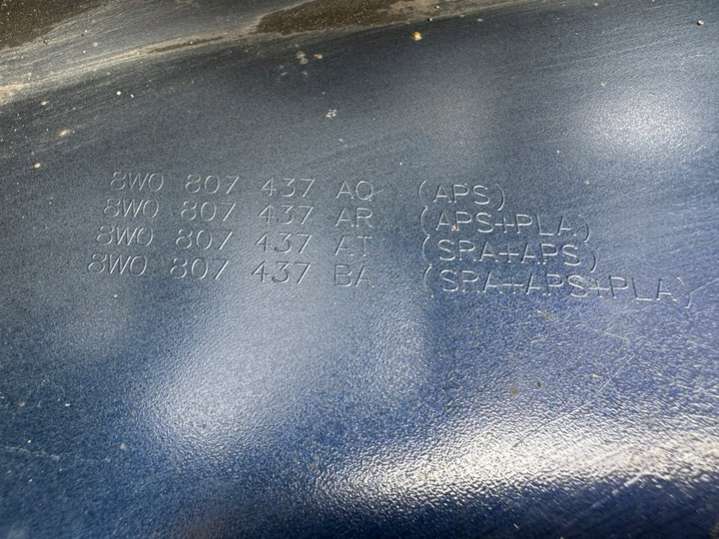 8W0 807 437 AQ (APS)
8W0 807 437 AR (APS+PLA)
8W0 807 437 AT (SRA+APS)
8W0 807 437 BA (SRA+APS+PLA)